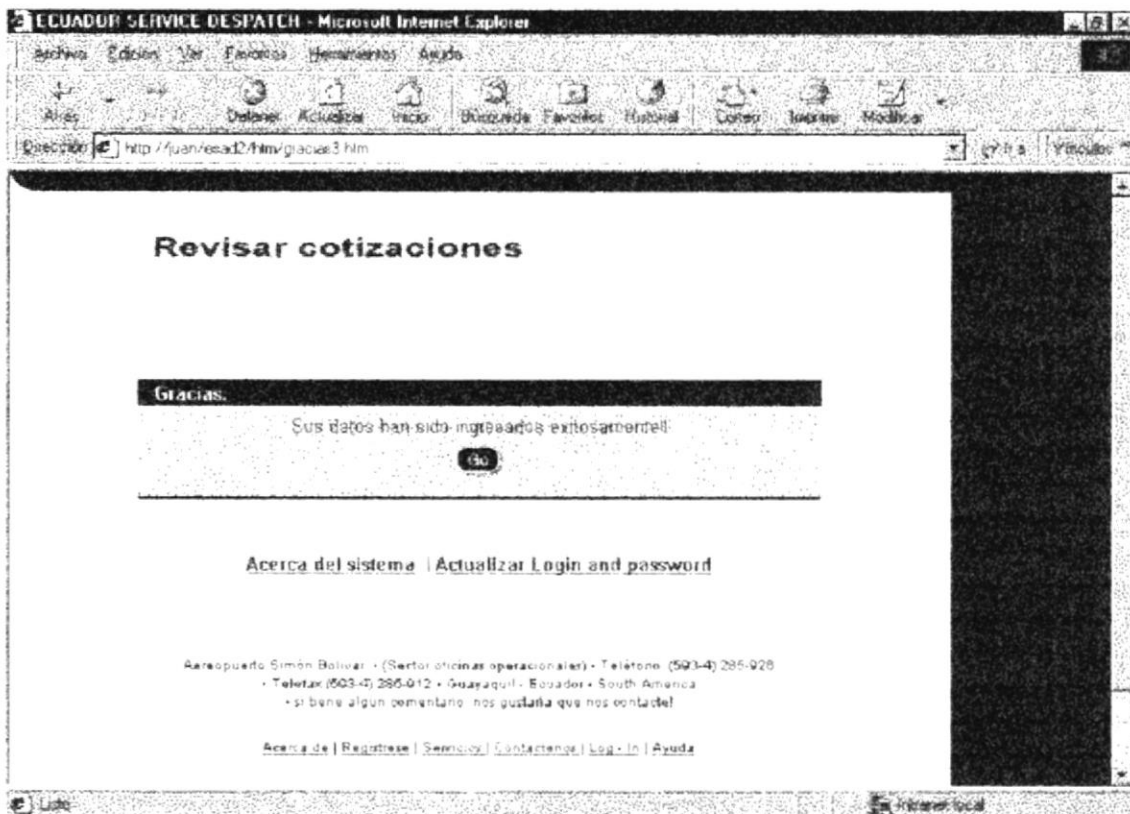 ECUADOR SERVICE DESPATCH - Microsoft Internet Explorer
Archivo Edición Ver Favoritos Herramientas Ayuda
Atrás Detener Actualizar Inicio Búsqueda Favoritos Historial Correo Imprimir Modificar
Dirección http://juan/esad2/htm/gracias3.htm Ir a Vínculos
Revisar cotizaciones
Gracias.
Sus datos han sido ingresados exitosamente!!
Go
Acerca del sistema | Actualizar Login and password
Aereopuerto Simón Bolívar • (Sector oficinas operacionales) • Teléfono (593-4) 285-928
• Telefax (593-4) 286-912 • Guayaquil - Ecuador • South America
• si tiene algun comentario nos gustaría que nos contacte!
Acerca de | Regístrese | Servicios | Contáctenos | Log - In | Ayuda
Listo Intranet local